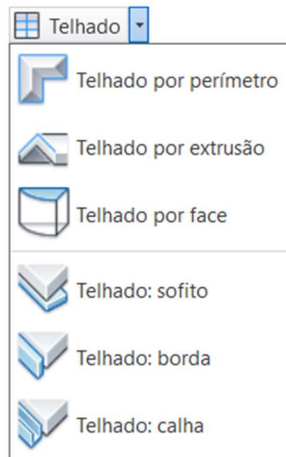 Telhado
Telhado por perímetro
Telhado por extrusão
Telhado por face
Telhado: sofito
Telhado: borda
Telhado: calha